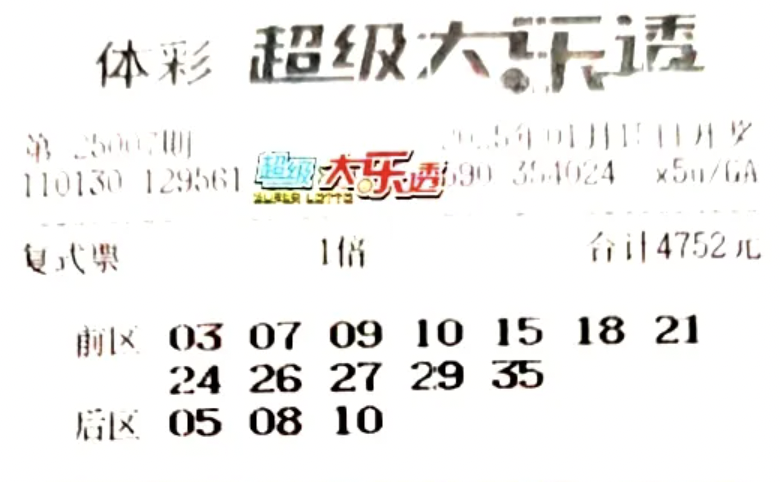 体彩 超级大乐透
第 25007期 2025年01月15日开奖
110130 129561 超级大乐透 690 354024 x5u/GA
SUPER LOTTO
复式票 1倍 合计4752元
前区 03 07 09 10 15 18 21
24 26 27 29 35
后区 05 08 10